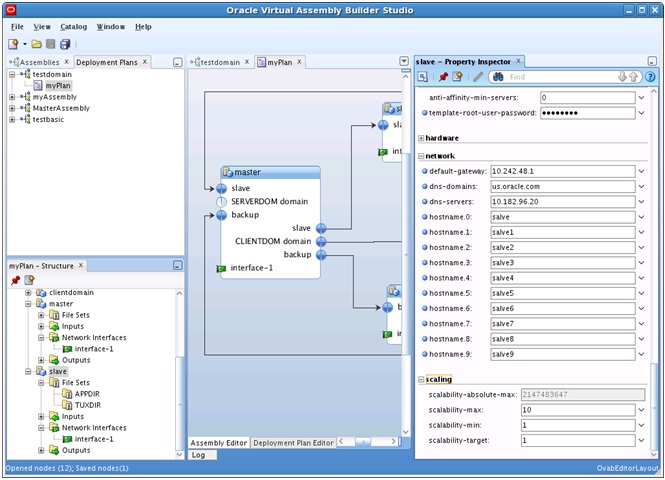 Oracle Virtual Assembly Builder Studio
File View Catalog Window Help
Assemblies Deployment Plans
testdomain
myPlan
myAssembly
MasterAssembly
testbasic
myPlan - Structure
clientdomain
master
File Sets
Inputs
Network Interfaces
interface-1
Outputs
slave
File Sets
APPDIR
TUXDIR
Inputs
Network Interfaces
interface-1
Outputs
testdomain myPlan
master
slave
SERVERDOM domain
backup
slave
CLIENTDOM domain
backup
interface-1
sl
sla
int
b
int
Assembly Editor Deployment Plan Editor
Log
slave - Property Inspector
Find
anti-affinity-min-servers: 0
template-root-user-password: ••••••••
hardware
network
default-gateway: 10.242.48.1
dns-domains: us.oracle.com
dns-servers: 10.182.96.20
hostname.0: salve
hostname.1: salve1
hostname.2: salve2
hostname.3: salve3
hostname.4: salve4
hostname.5: salve5
hostname.6: salve6
hostname.7: salve7
hostname.8: salve8
hostname.9: salve9
scaling
scalability-absolute-max: 2147483647
scalability-max: 10
scalability-min: 1
scalability-target: 1
Opened nodes (12); Saved nodes(1) OvabEditorLayout